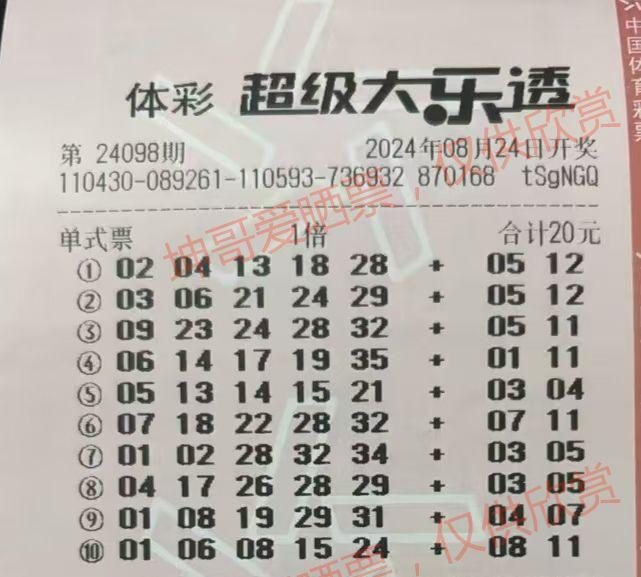 中国体育彩票
体彩 超级大乐透
第 24098期 2024年08月24日开奖
110430-089261-110593-736932 870168 tSgNGQ
单式票 1倍 合计20元
① 02 04 13 18 28 + 05 12
② 03 06 21 24 29 + 05 12
③ 09 23 24 28 32 + 05 11
④ 06 14 17 19 35 + 01 11
⑤ 05 13 14 15 21 + 03 04
⑥ 07 18 22 28 32 + 07 11
⑦ 01 02 28 32 34 + 03 05
⑧ 04 17 26 28 29 + 03 05
⑨ 01 08 19 29 31 + 04 07
⑩ 01 06 08 15 24 + 08 11
坤哥爱晒票，仅供欣赏
坤哥爱晒票，仅供欣赏